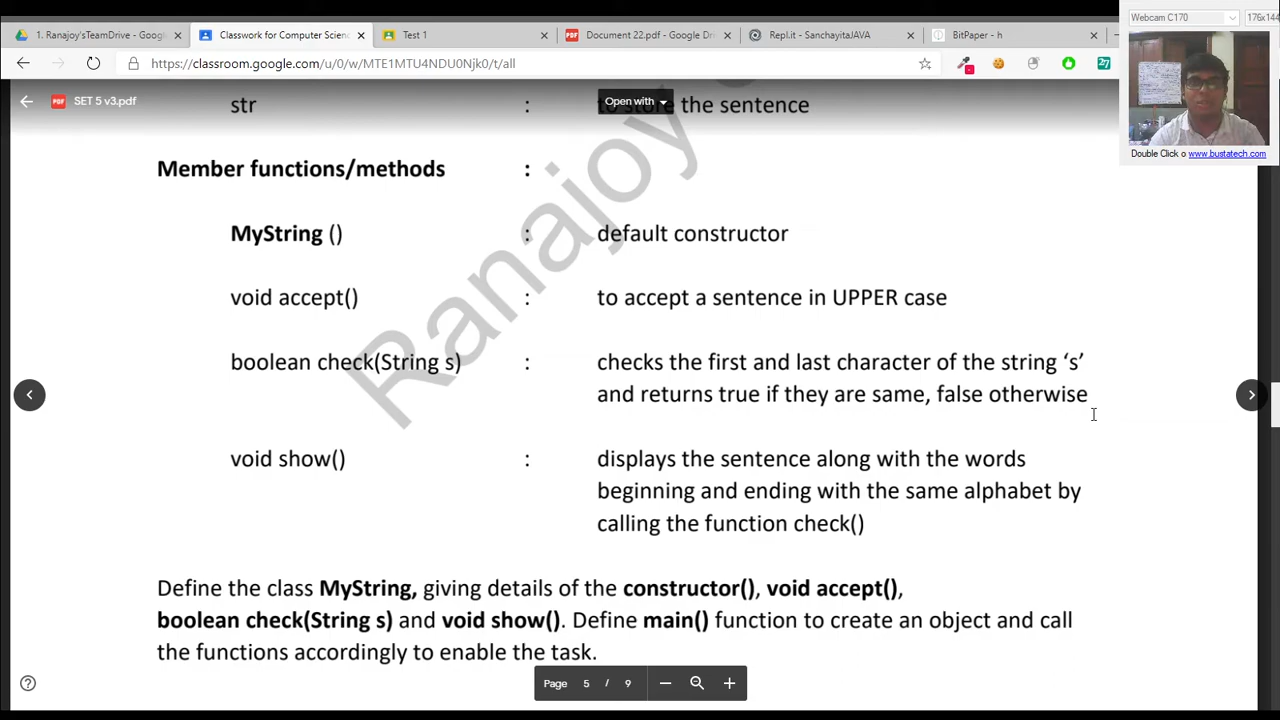 Webcam C170 176x144
1. Ranajoy'sTeamDrive - Googl Classwork for Computer Scienc Test 1 Document 22.pdf - Google Dr Repl.it - SanchayitaJAVA BitPaper - h
https://classroom.google.com/u/0/w/MTE1MTU4NDU0Njk0/t/all
27
PDF SET 5 v3.pdf Open with
str : to store the sentence
Member functions/methods :
MyString () : default constructor
void accept() : to accept a sentence in UPPER case
boolean check(String s) : checks the first and last character of the string ‘s’
and returns true if they are same, false otherwise
void show() : displays the sentence along with the words
beginning and ending with the same alphabet by
calling the function check()
Define the class MyString, giving details of the constructor(), void accept(),
boolean check(String s) and void show(). Define main() function to create an object and call
the functions accordingly to enable the task.
Page 5 / 9
Ranajoy
Double Click o www.bustatech.com